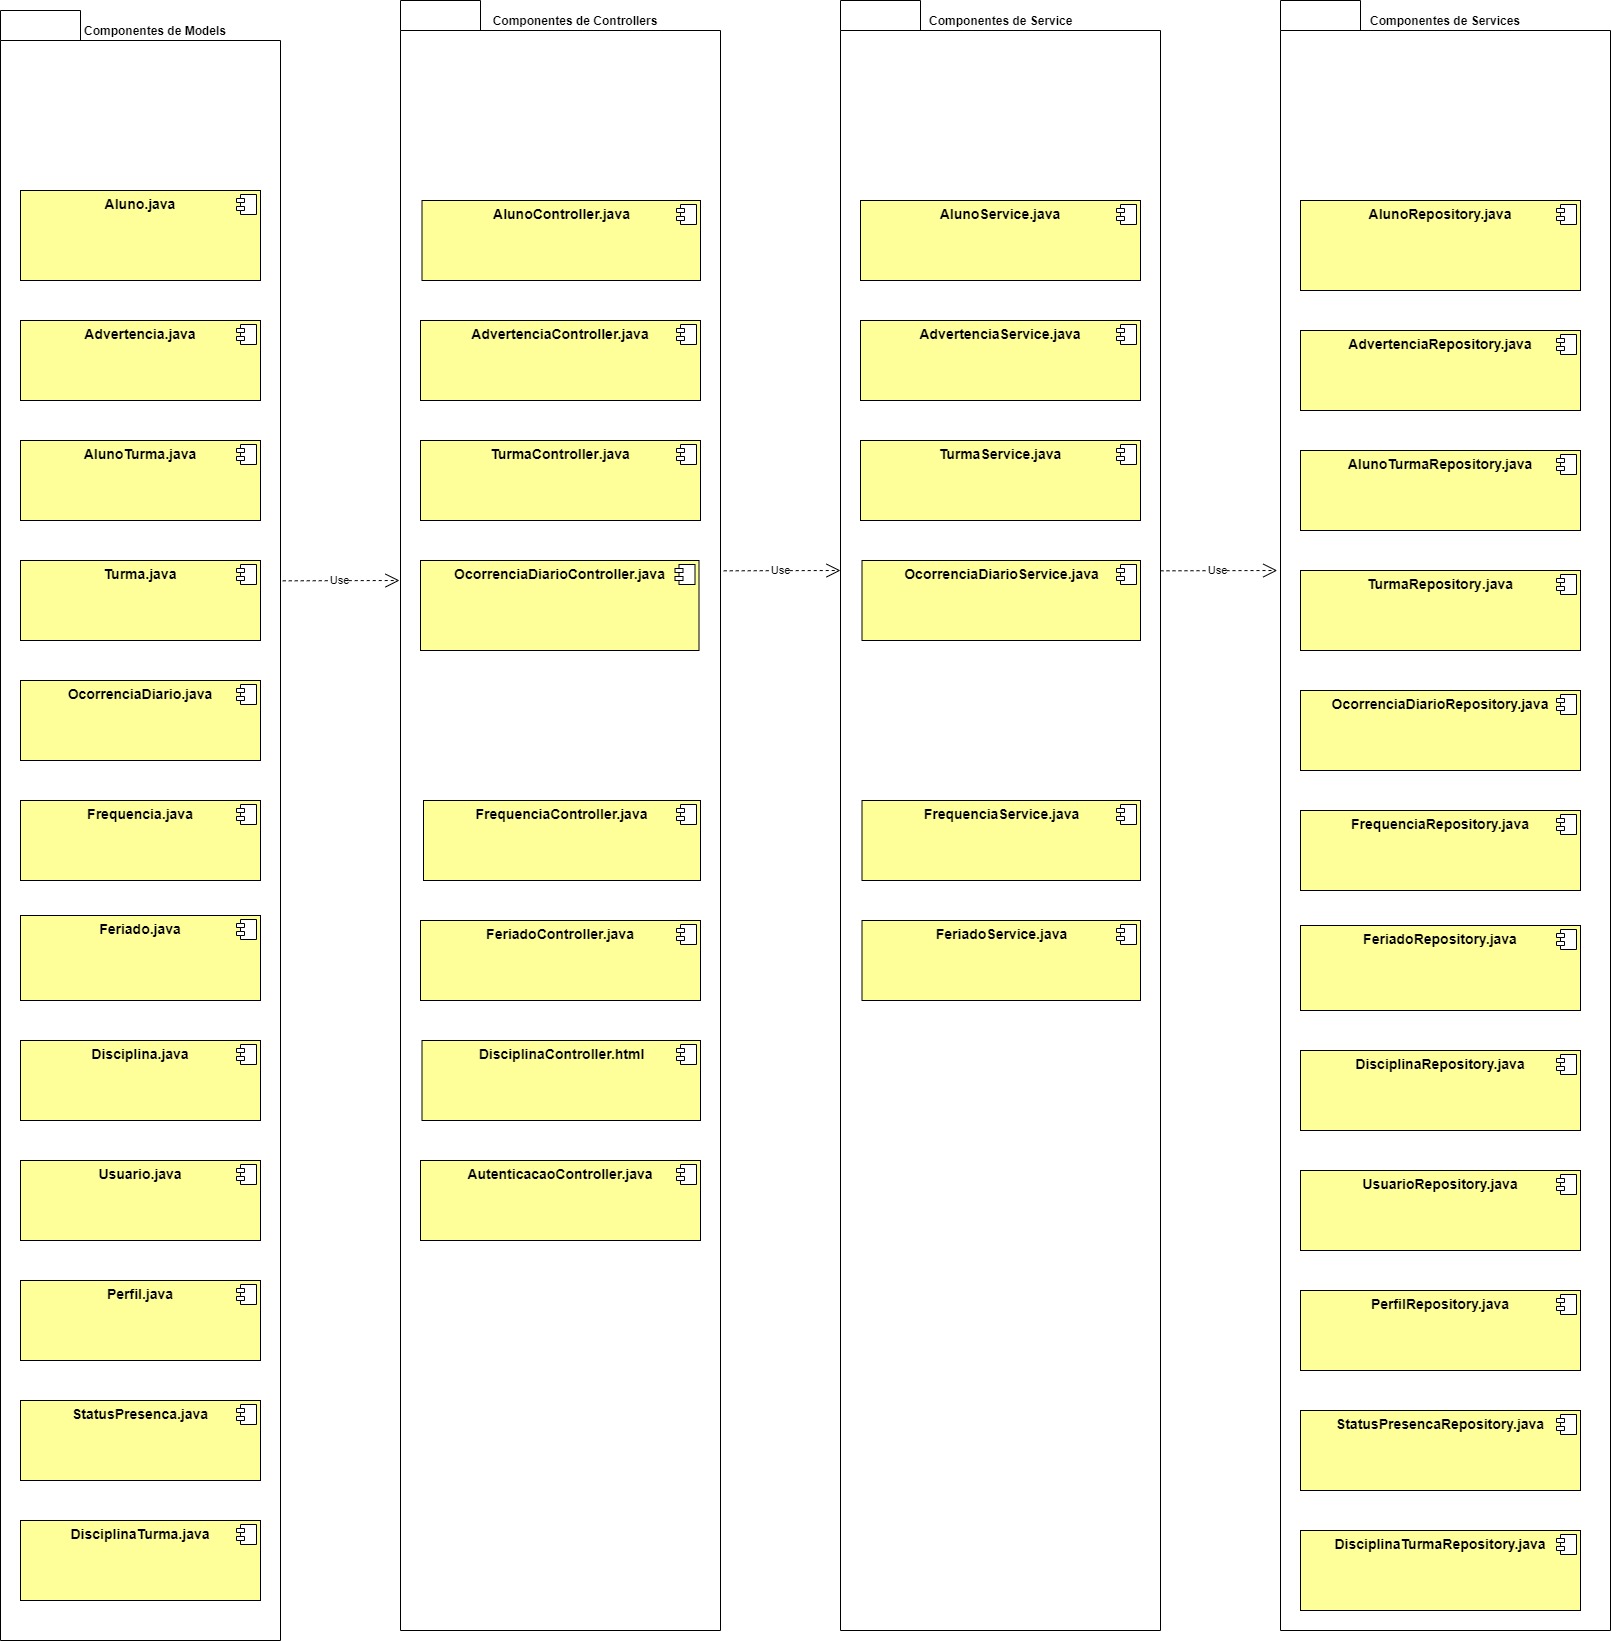 Componentes de Models
Aluno.java
Advertencia.java
AlunoTurma.java
Turma.java
OcorrenciaDiario.java
Frequencia.java
Feriado.java
Disciplina.java
Usuario.java
Perfil.java
StatusPresenca.java
DisciplinaTurma.java
Use
Componentes de Controllers
AlunoController.java
AdvertenciaController.java
TurmaController.java
OcorrenciaDiarioController.java
FrequenciaController.java
FeriadoController.java
DisciplinaController.html
AutenticacaoController.java
Use
Componentes de Service
AlunoService.java
AdvertenciaService.java
TurmaService.java
OcorrenciaDiarioService.java
FrequenciaService.java
FeriadoService.java
Use
Componentes de Services
AlunoRepository.java
AdvertenciaRepository.java
AlunoTurmaRepository.java
TurmaRepository.java
OcorrenciaDiarioRepository.java
FrequenciaRepository.java
FeriadoRepository.java
DisciplinaRepository.java
UsuarioRepository.java
PerfilRepository.java
StatusPresencaRepository.java
DisciplinaTurmaRepository.java